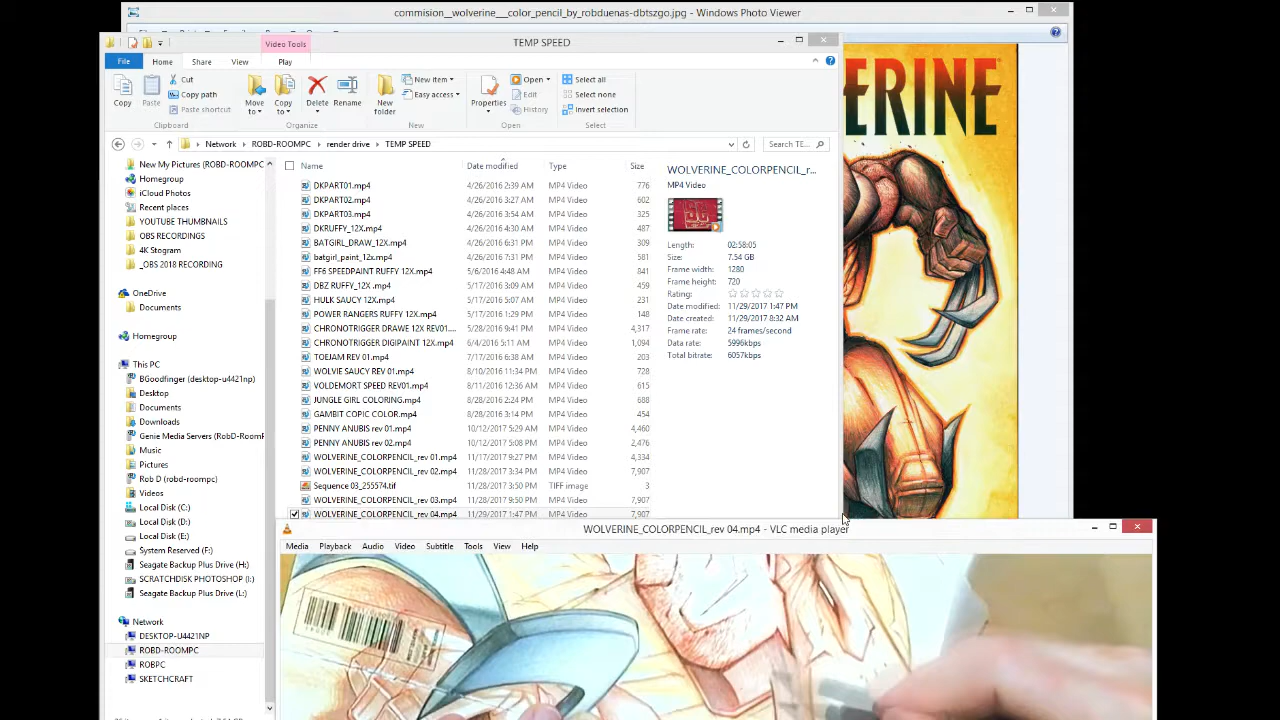 commision__wolverine___color_pencil_by_robduenas-dbtszgo.jpg - Windows Photo Viewer
Video Tools TEMP SPEED
File Home Share View Play
Copy Paste Cut Copy path Paste shortcut
Move to Copy to Delete Rename New folder New item Easy access
Properties Open Edit History Select all Select none Invert selection
Clipboard Organize New Open Select
Network ROBD-ROOMPC render drive TEMP SPEED Search TE...
New My Pictures (ROBD-ROOMPC)
Homegroup
iCloud Photos
Recent places
YOUTUBE THUMBNAILS
OBS RECORDINGS
4K Stogram
_OBS 2018 RECORDING
OneDrive
Documents
Homegroup
This PC
BGoodfinger (desktop-u4421np)
Desktop
Documents
Downloads
Genie Media Servers (RobD-RoomP
Music
Pictures
Rob D (robd-roompc)
Videos
Local Disk (C:)
Local Disk (D:)
Local Disk (E:)
System Reserved (F:)
Seagate Backup Plus Drive (H:)
SCRATCHDISK PHOTOSHOP (I:)
Seagate Backup Plus Drive (L:)
Network
DESKTOP-U4421NP
ROBD-ROOMPC
ROBPC
SKETCHCRAFT
Name Date modified Type Size
DKPART01.mp4 4/26/2016 2:39 AM MP4 Video 776
DKPART02.mp4 4/26/2016 3:27 AM MP4 Video 602
DKPART03.mp4 4/26/2016 3:54 AM MP4 Video 325
DKRUFFY_12X.mp4 4/26/2016 4:30 AM MP4 Video 487
BATGIRL_DRAW_12X.mp4 4/26/2016 6:31 PM MP4 Video 309
batgirl_paint_12x.mp4 4/26/2016 7:31 PM MP4 Video 581
FF6 SPEEDPAINT RUFFY 12X.mp4 5/6/2016 4:48 AM MP4 Video 841
DBZ RUFFY_12X .mp4 5/17/2016 3:09 AM MP4 Video 459
HULK SAUCY 12X.mp4 5/17/2016 5:07 AM MP4 Video 231
POWER RANGERS RUFFY 12X.mp4 5/17/2016 1:29 PM MP4 Video 148
CHRONOTRIGGER DRAWE 12X REV01.... 5/28/2016 9:41 PM MP4 Video 4,317
CHRONOTRIGGER DIGIPAINT 12X.mp4 6/4/2016 5:11 AM MP4 Video 1,094
TOEJAM REV 01.mp4 7/17/2016 6:38 AM MP4 Video 203
WOLVIE SAUCY REV 01.mp4 8/10/2016 11:34 PM MP4 Video 728
VOLDEMORT SPEED REV01.mp4 8/11/2016 12:36 AM MP4 Video 615
JUNGLE GIRL COLORING.mp4 8/28/2016 2:24 PM MP4 Video 688
GAMBIT COPIC COLOR.mp4 8/28/2016 3:14 PM MP4 Video 454
PENNY ANUBIS rev 01.mp4 10/12/2017 5:29 AM MP4 Video 4,460
PENNY ANUBIS rev 02.mp4 10/12/2017 5:08 PM MP4 Video 2,476
WOLVERINE_COLORPENCIL_rev 01.mp4 11/17/2017 9:27 PM MP4 Video 4,334
WOLVERINE_COLORPENCIL_rev 02.mp4 11/28/2017 3:34 PM MP4 Video 7,907
Sequence 03_255574.tif 11/28/2017 3:50 PM TIFF image 3
WOLVERINE_COLORPENCIL_rev 03.mp4 11/28/2017 9:50 PM MP4 Video 7,907
WOLVERINE_COLORPENCIL_rev 04.mp4 11/29/2017 1:47 PM MP4 Video 7,907
WOLVERINE_COLORPENCIL_r...
MP4 Video
Length: 02:58:05
Size: 7.54 GB
Frame width: 1280
Frame height: 720
Rating:
Date modified: 11/29/2017 1:47 PM
Date created: 11/29/2017 8:32 AM
Frame rate: 24 frames/second
Data rate: 5996kbps
Total bitrate: 6057kbps
ERINE
WOLVERINE_COLORPENCIL_rev 04.mp4 - VLC media player
Media Playback Audio Video Subtitle Tools View Help